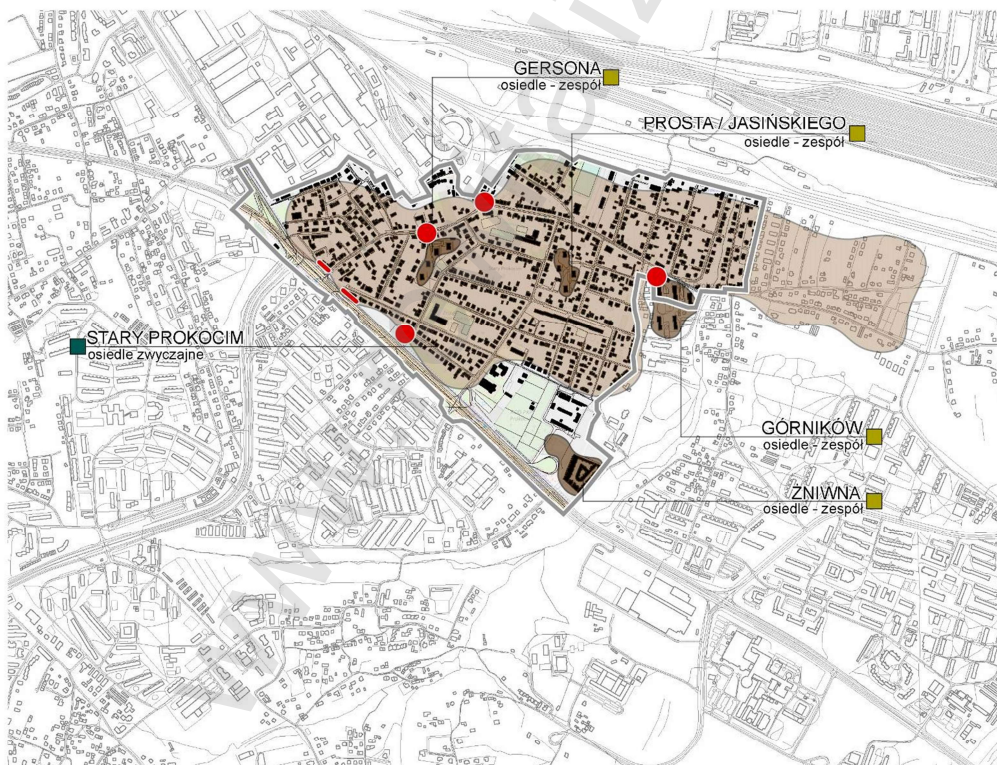 GERSONA
osiedle - zespół
PROSTA / JASIŃSKIEGO
osiedle - zespół
STARY PROKOCIM
osiedle zwyczajne
GÓRNIKÓW
osiedle - zespół
ŻNIWNA
osiedle - zespół